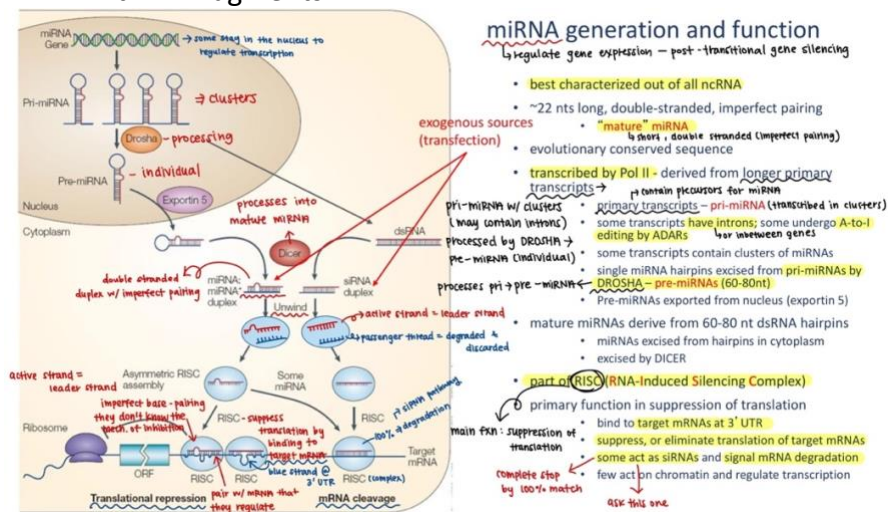 miRNA Gene
→ some stay in the nucleus to regulate transcription
Pri-miRNA
⇒ clusters
Drosha - processing
Pre-miRNA
- individual
Exportin 5
Nucleus
Cytoplasm
processes into mature miRNA
Dicer
dsRNA
exogenous sources
(transfection)
double stranded duplex w/ imperfect pairing
miRNA:
miRNA*
duplex
siRNA
duplex
Unwind
active strand = leader strand
passenger thread = degraded & discarded
active strand =
leader strand
Asymmetric RISC
assembly
Some
miRNA
imperfect base-pairing
they don't know the
mech. of inhibition
RISC - suppress
translation by
binding to
target mRNA
RISC
siRNA pathway
100% degradation
Ribosome
ORF
RISC
RISC
blue strand @
3' UTR
RISC (complex)
Target
mRNA
Translational repression
pair w/ mRNA that
they regulate
mRNA cleavage
miRNA generation and function
↳ regulate gene expression — post-transitional gene silencing
• best characterized out of all ncRNA
• ~22 nts long, double-stranded, imperfect pairing
• "mature" miRNA
↳ short, double stranded (imperfect pairing)
• evolutionary conserved sequence
• transcribed by Pol II - derived from longer primary
transcripts →
contain precursors for miRNA
• primary transcripts – pri-miRNA (transcribed in clusters)
• some transcripts have introns; some undergo A-to-I
editing by ADARs
↳ or inbetween genes
• some transcripts contain clusters of miRNAs
• single miRNA hairpins excised from pri-miRNAs by
DROSHA – pre-miRNAs (60-80nt)
• Pre-miRNAs exported from nucleus (exportin 5)
pri-miRNA w/ clusters
(may contain introns)
processed by DROSHA →
pre-miRNA (individual)
processes pri → pre-miRNA
• mature miRNAs derive from 60-80 nt dsRNA hairpins
• miRNAs excised from hairpins in cytoplasm
• excised by DICER
• part of RISC (RNA-Induced Silencing Complex)
• primary function in suppression of translation
• bind to target mRNAs at 3' UTR
• suppress, or eliminate translation of target mRNAs
• some act as siRNAs and signal mRNA degradation
• few act on chromatin and regulate transcription
main fxn: suppression of
translation
complete stop
by 100% match
ask this one